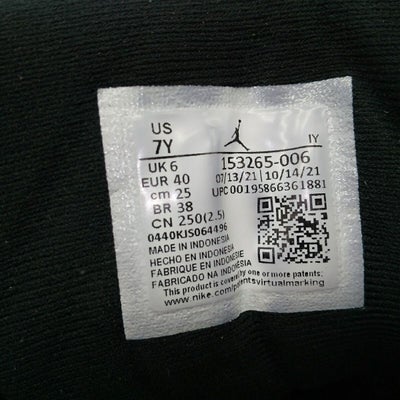 US
7Y
IY
UK 6
153265-006
EUR 40
07/13/21 10/14/21
cm 25
UPC 00195866361881
BR 38
CN 250(2.5)
0440KJS064496
MADE IN INDONESIA
HECHO EN INDONESIA
FABRIQUE EN INDONESIE
FABRICADO NA INDONESIA
This product is covered by one or more patents:
www.nike.com/patentsvirtualmarking